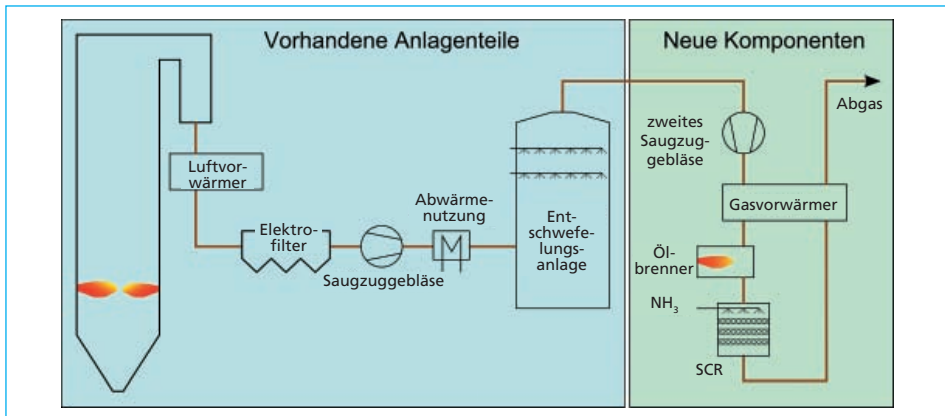 Vorhandene Anlagenteile
Neue Komponenten
Luftvor-
wärmer
Elektro-
filter
Saugzuggebläse
Abwärme-
nutzung
Ent-
schwefe-
lungs-
anlage
zweites
Saugzug-
gebläse
Abgas
Gasvorwärmer
Öl-
brenner
NH₃
SCR